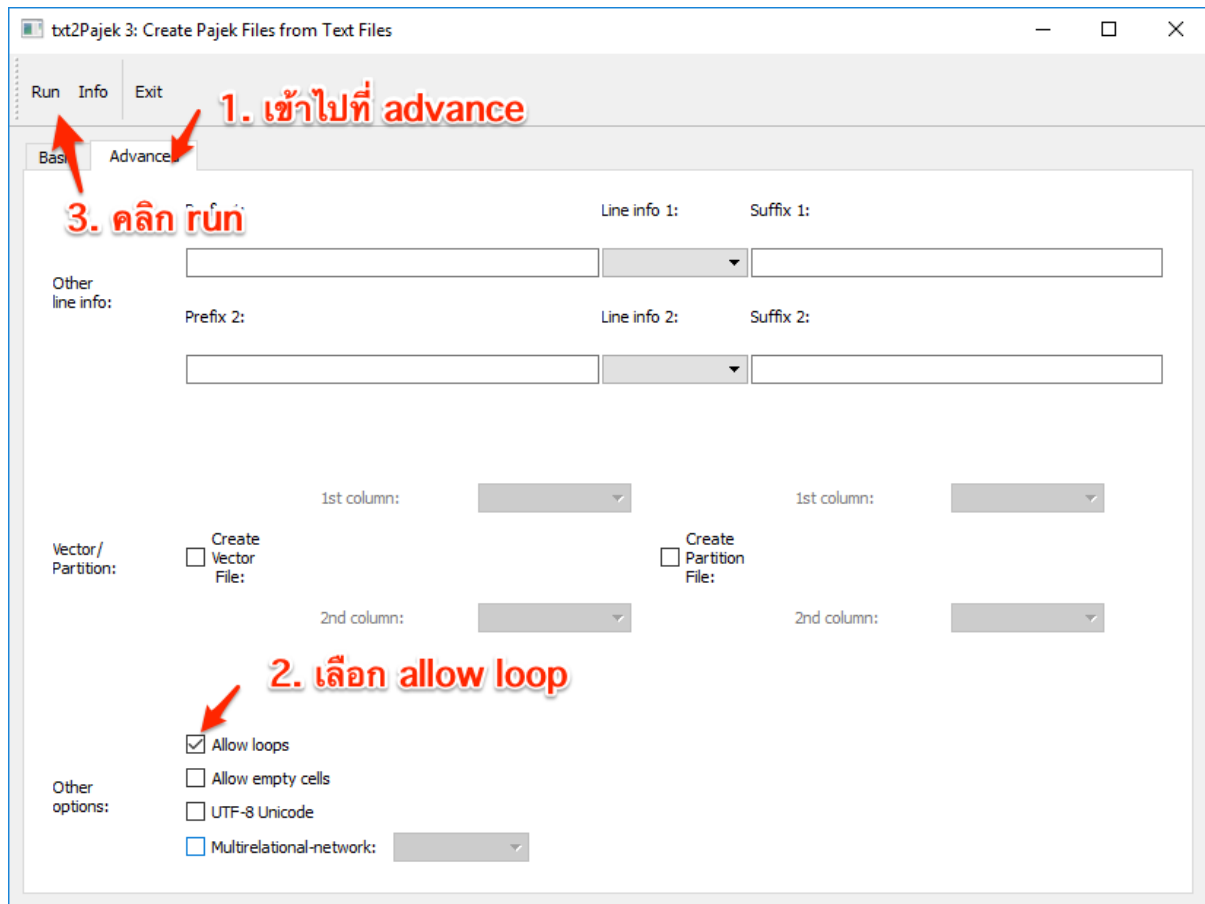 txt2Pajek 3: Create Pajek Files from Text Files
Run Info Exit
1. เข้าไปที่ advance
Advanced
3. คลิก run
Line info 1: Suffix 1:
Other
line info:
Prefix 2: Line info 2: Suffix 2:
1st column: 1st column:
Vector/
Partition:
Create
Vector
File:
Create
Partition
File:
2nd column: 2nd column:
2. เลือก allow loop
Allow loops
Allow empty cells
Other
options:
UTF-8 Unicode
Multirelational-network: